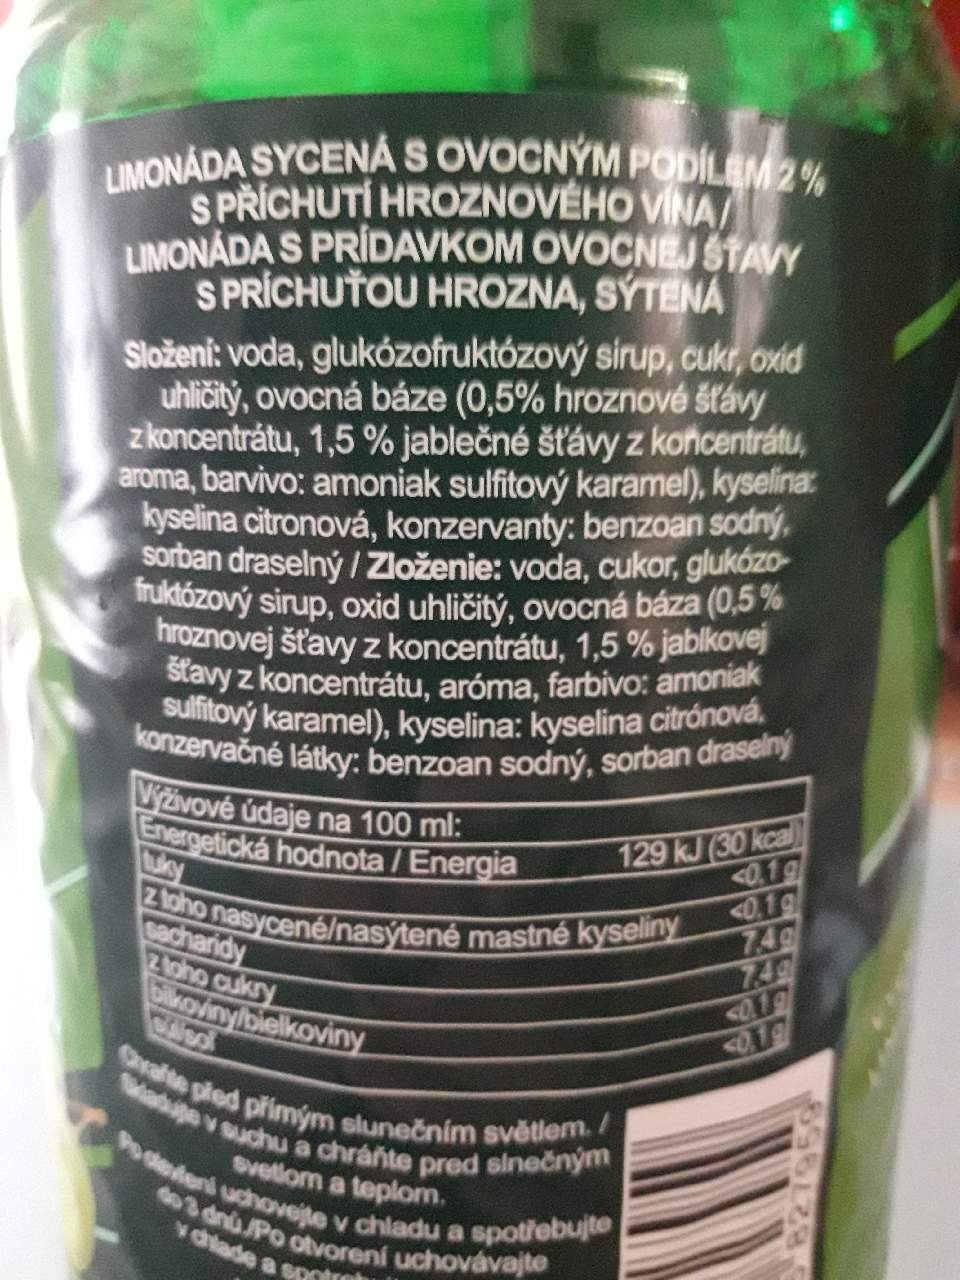 LIMONÁDA SYCENÁ S OVOCNÝM PODÍLEM 2 %
S PŘÍCHUTÍ HROZNOVÉHO VÍNA /
LIMONÁDA S PRÍDAVKOM OVOCNEJ ŠŤAVY
S PRÍCHUŤOU HROZNA, SÝTENÁ
Složení: voda, glukózofruktózový sirup, cukr, oxid
uhličitý, ovocná báze (0,5% hroznové šťávy
z koncentrátu, 1,5 % jablečné šťávy z koncentrátu,
aroma, barvivo: amoniak sulfitový karamel), kyselina:
kyselina citronová, konzervanty: benzoan sodný,
sorban draselný / Zloženie: voda, cukor, glukózo-
fruktózový sirup, oxid uhličitý, ovocná báza (0,5 %
hroznovej šťavy z koncentrátu, 1,5 % jablkovej
šťavy z koncentrátu, aróma, farbivo: amoniak
sulfitový karamel), kyselina: kyselina citrónová,
konzervačné látky: benzoan sodný, sorban draselný
Výživové údaje na 100 ml:
Energetická hodnota / Energia 129 kJ (30 kcal)
tuky <0,1 g
z toho nasycené/nasýtené mastné kyseliny <0,1 g
sacharidy 7,4 g
z toho cukry 7,4 g
bílkoviny/bielkoviny <0,1 g
sůl/soľ <0,1 g
Chraňte před přímým slunečním světlem. /
Skladujte v suchu a chráňte pred slnečným
svetlom a teplom.
Po otevření uchovejte v chladu a spotřebujte
do 3 dnů./Po otvorení uchovávajte
v chlade a
827959